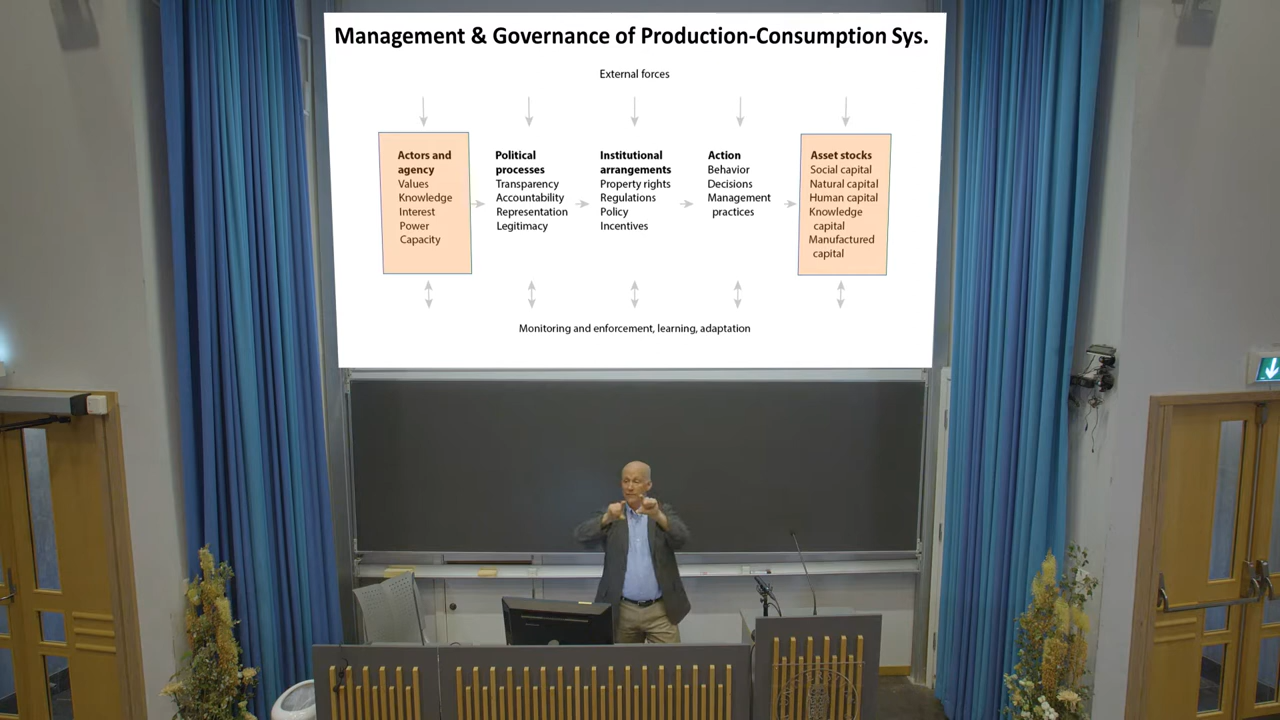 Management & Governance of Production-Consumption Sys.
External forces
Actors and
agency
Values
Knowledge
Interest
Power
Capacity
Political
processes
Transparency
Accountability
Representation
Legitimacy
Institutional
arrangements
Property rights
Regulations
Policy
Incentives
Action
Behavior
Decisions
Management
practices
Asset stocks
Social capital
Natural capital
Human capital
Knowledge
capital
Manufactured
capital
Monitoring and enforcement, learning, adaptation